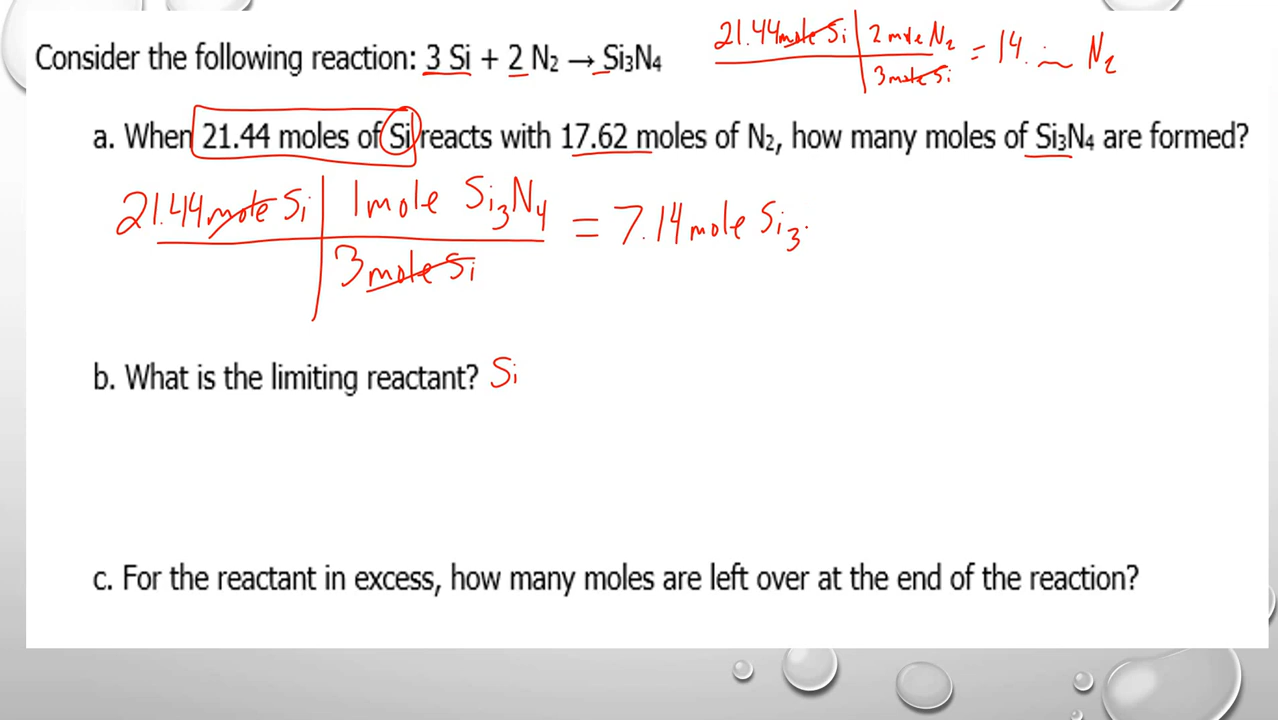 21.44 mole Si | 2 mole N₂ = 14. N₂
3 mole Si
Consider the following reaction: 3 Si + 2 N₂ → Si₃N₄
a. When 21.44 moles of Si reacts with 17.62 moles of N₂, how many moles of Si₃N₄ are formed?
21.44 mole Si | 1 mole Si₃N₄ = 7.14 mole Si₃
3 mole Si
b. What is the limiting reactant? Si
c. For the reactant in excess, how many moles are left over at the end of the reaction?